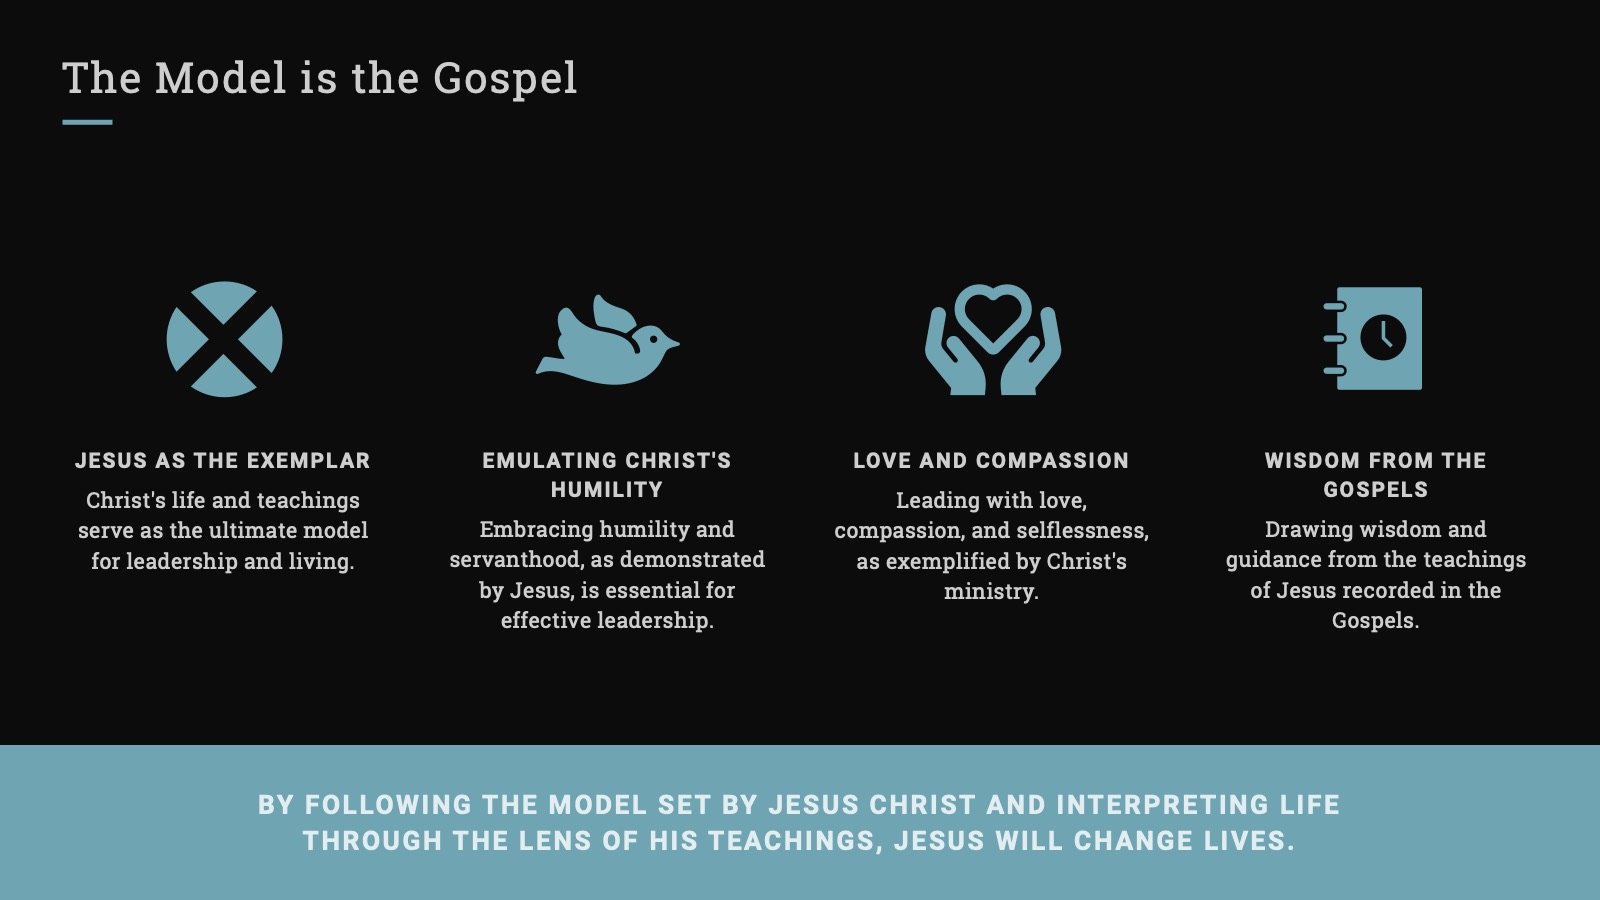 The Model is the Gospel
JESUS AS THE EXEMPLAR
Christ's life and teachings
serve as the ultimate model
for leadership and living.
EMULATING CHRIST'S
HUMILITY
Embracing humility and
servanthood, as demonstrated
by Jesus, is essential for
effective leadership.
LOVE AND COMPASSION
Leading with love,
compassion, and selflessness,
as exemplified by Christ's
ministry.
WISDOM FROM THE
GOSPELS
Drawing wisdom and
guidance from the teachings
of Jesus recorded in the
Gospels.
BY FOLLOWING THE MODEL SET BY JESUS CHRIST AND INTERPRETING LIFE
THROUGH THE LENS OF HIS TEACHINGS, JESUS WILL CHANGE LIVES.